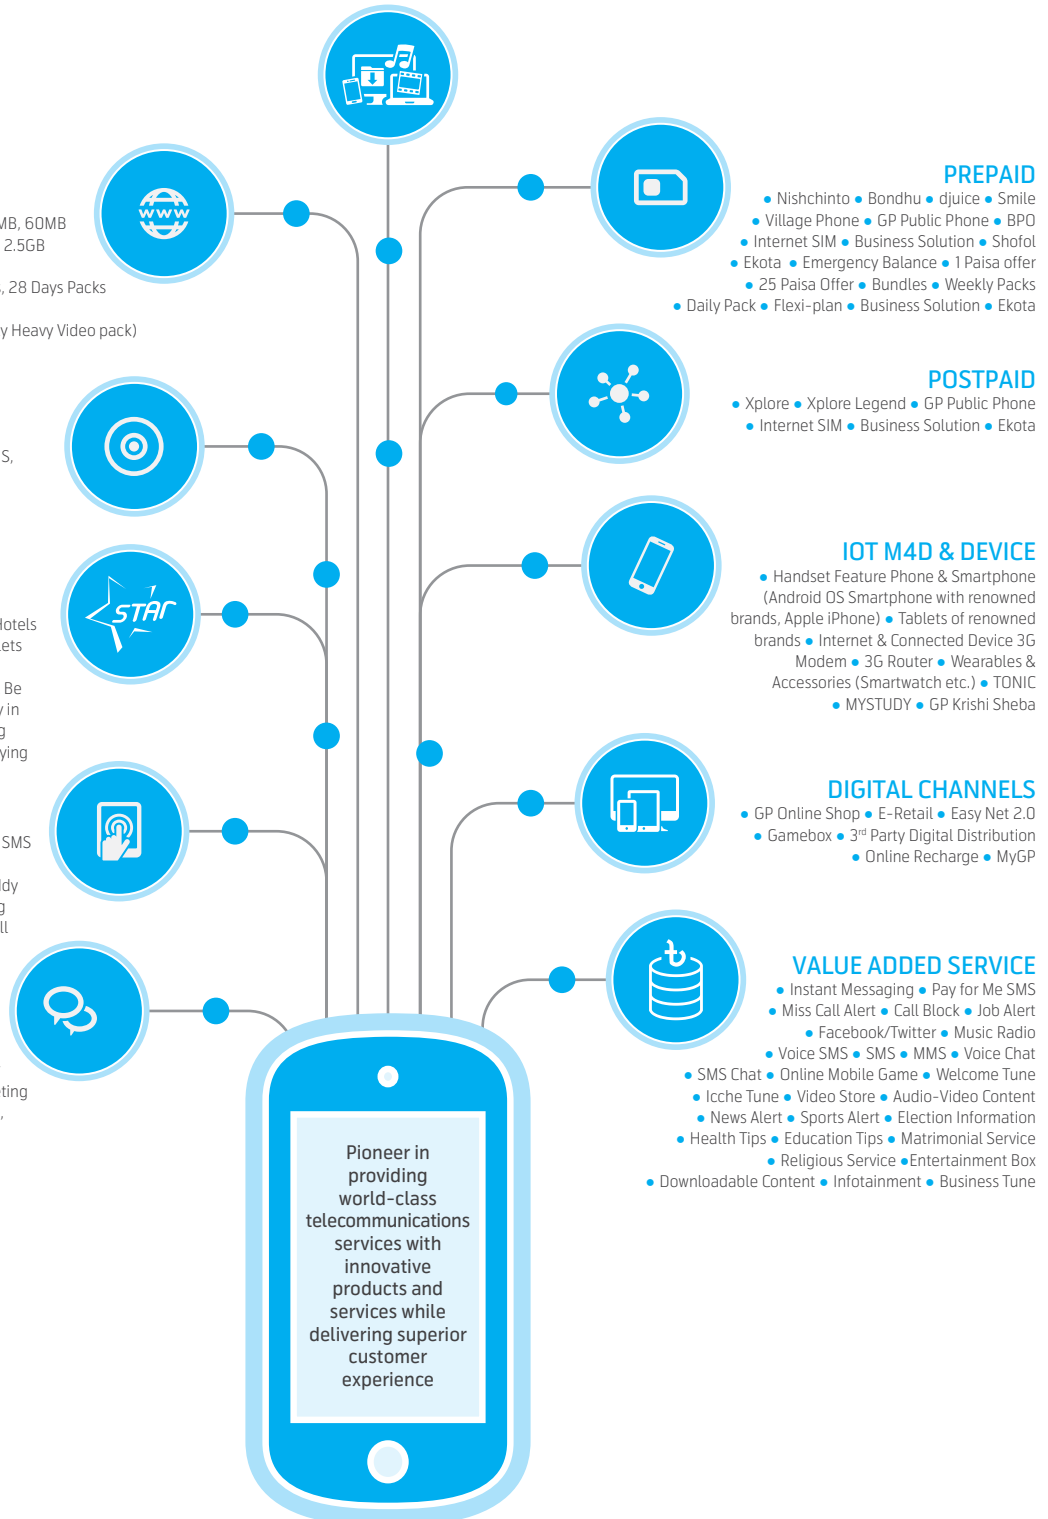 www
MB, 60MB
2.5GB
, 28 Days Packs
y Heavy Video pack)
S,
STAR
Hotels
lets
Be
y in
g
ying
SMS
ddy
g
ll
eting
,
PREPAID
● Nishchinto ● Bondhu ● djuice ● Smile
● Village Phone ● GP Public Phone ● BPO
● Internet SIM ● Business Solution ● Shofol
● Ekota ● Emergency Balance ● 1 Paisa offer
● 25 Paisa Offer ● Bundles ● Weekly Packs
● Daily Pack ● Flexi-plan ● Business Solution ● Ekota
POSTPAID
● Xplore ● Xplore Legend ● GP Public Phone
● Internet SIM ● Business Solution ● Ekota
IOT M4D & DEVICE
● Handset Feature Phone & Smartphone
(Android OS Smartphone with renowned
brands, Apple iPhone) ● Tablets of renowned
brands ● Internet & Connected Device 3G
Modem ● 3G Router ● Wearables &
Accessories (Smartwatch etc.) ● TONIC
● MYSTUDY ● GP Krishi Sheba
DIGITAL CHANNELS
● GP Online Shop ● E-Retail ● Easy Net 2.0
● Gamebox ● 3rd Party Digital Distribution
● Online Recharge ● MyGP
VALUE ADDED SERVICE
● Instant Messaging ● Pay for Me SMS
● Miss Call Alert ● Call Block ● Job Alert
● Facebook/Twitter ● Music Radio
● Voice SMS ● SMS ● MMS ● Voice Chat
● SMS Chat ● Online Mobile Game ● Welcome Tune
● Icche Tune ● Video Store ● Audio-Video Content
● News Alert ● Sports Alert ● Election Information
● Health Tips ● Education Tips ● Matrimonial Service
● Religious Service ●Entertainment Box
● Downloadable Content ● Infotainment ● Business Tune
Pioneer in
providing
world-class
telecommunications
services with
innovative
products and
services while
delivering superior
customer
experience